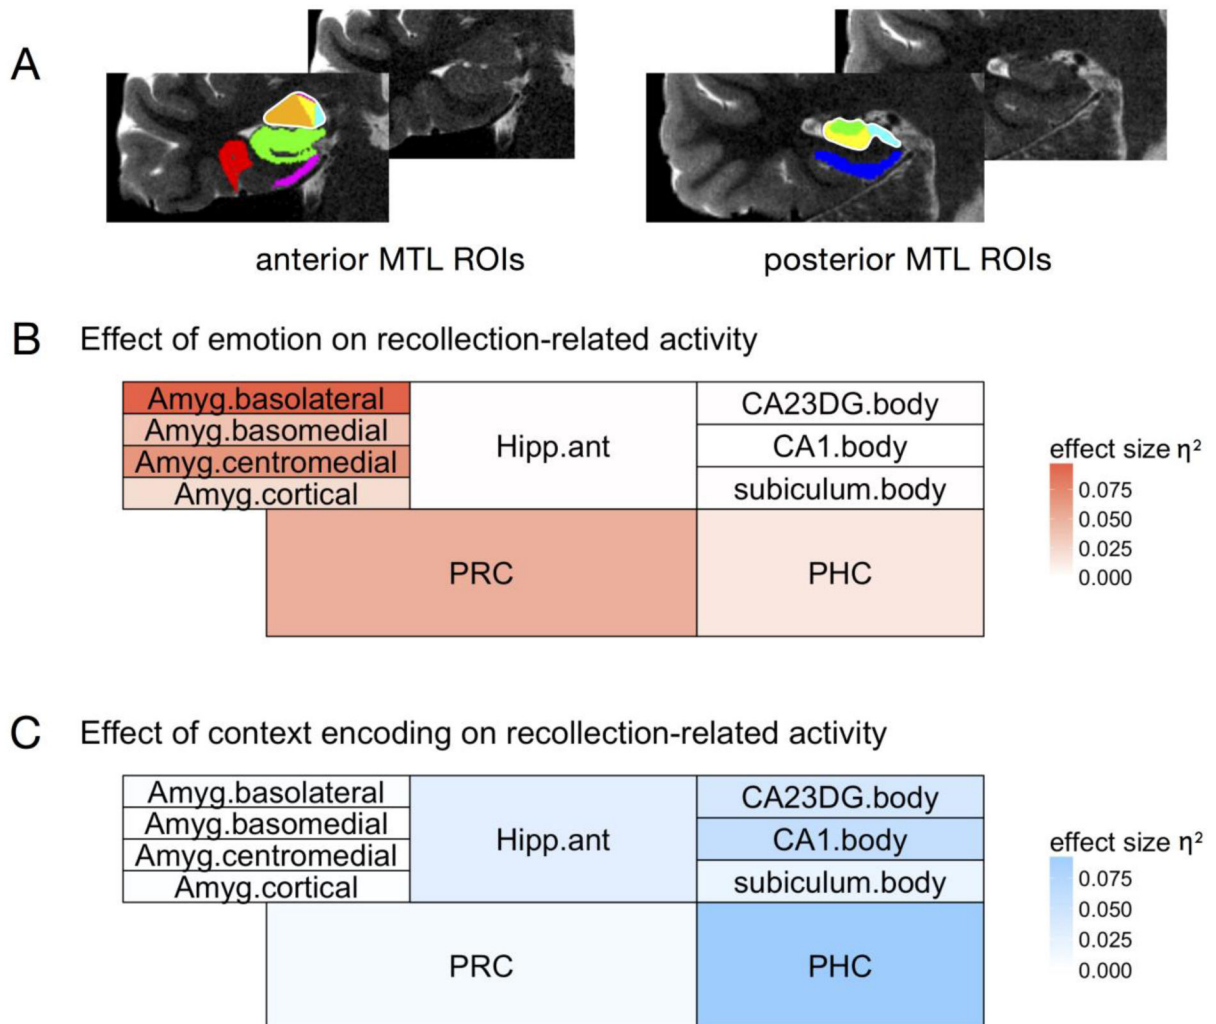 A
anterior MTL ROIs
posterior MTL ROIs
B
Effect of emotion on recollection-related activity
Amyg.basolateral
Amyg.basomedial
Amyg.centromedial
Amyg.cortical
Hipp.ant
CA23DG.body
CA1.body
subiculum.body
PRC
PHC
effect size η²
0.075
0.050
0.025
0.000
C
Effect of context encoding on recollection-related activity
Amyg.basolateral
Amyg.basomedial
Amyg.centromedial
Amyg.cortical
Hipp.ant
CA23DG.body
CA1.body
subiculum.body
PRC
PHC
effect size η²
0.075
0.050
0.025
0.000